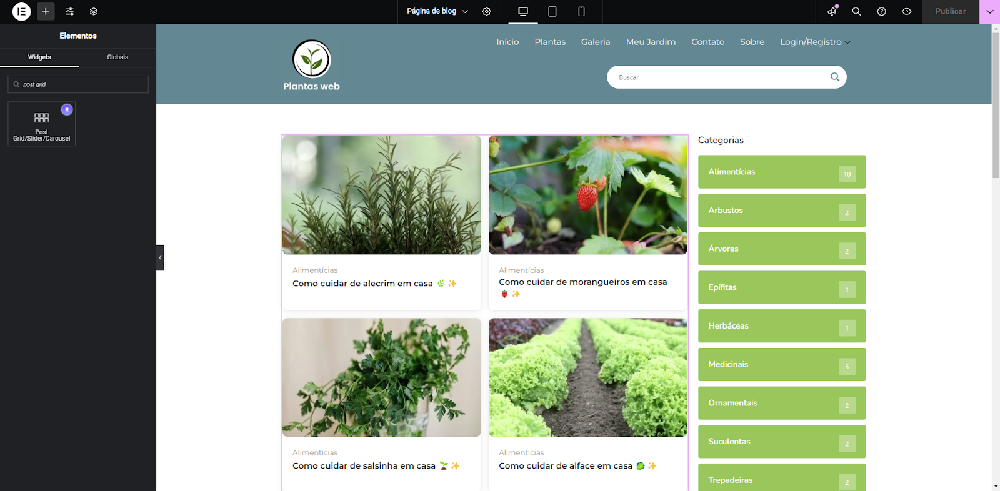 Página de blog
Publicar
Elementos
Widgets
Globais
post grid
R
Post
Grid/Slider/Carousel
Início
Plantas
Galeria
Meu Jardim
Contato
Sobre
Login/Registro
Plantas web
Buscar
Alimentícias
Como cuidar de alecrim em casa 🌿 ✨
Alimentícias
Como cuidar de morangueiros em casa
🍓 ✨
Alimentícias
Como cuidar de salsinha em casa 🌱 ✨
Alimentícias
Como cuidar de alface em casa 🥬 ✨
Categorias
Alimentícias 10
Arbustos 2
Árvores 2
Epífitas 1
Herbáceas 1
Medicinais 5
Ornamentais 2
Suculentas 2
Trepadeiras 2